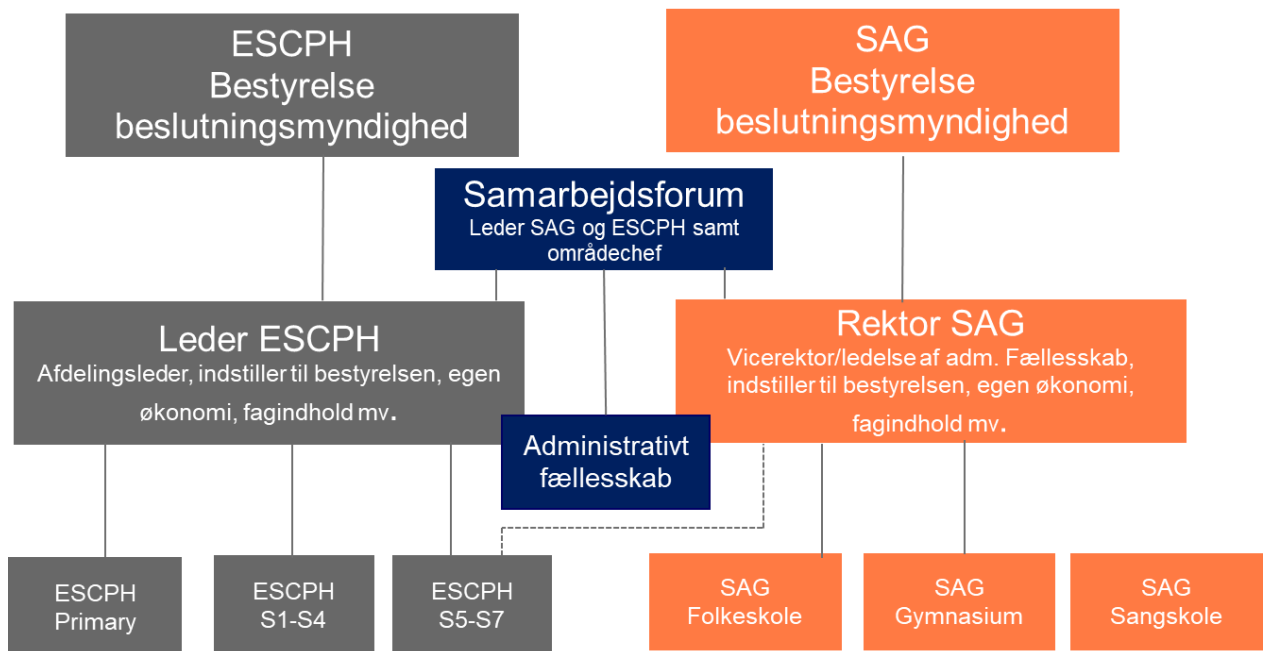 ESCPH
Bestyrelse
beslutningsmyndighed
SAG
Bestyrelse
beslutningsmyndighed
Samarbejdsforum
Leder SAG og ESCPH samt
områdechef
Leder ESCPH
Afdelingsleder, indstiller til bestyrelsen, egen
økonomi, fagindhold mv.
Rektor SAG
Vicerektor/ledelse af adm. Fællesskab,
indstiller til bestyrelsen, egen økonomi,
fagindhold mv.
Administrativt
fællesskab
ESCPH
Primary
ESCPH
S1-S4
ESCPH
S5-S7
SAG
Folkeskole
SAG
Gymnasium
SAG
Sangskole